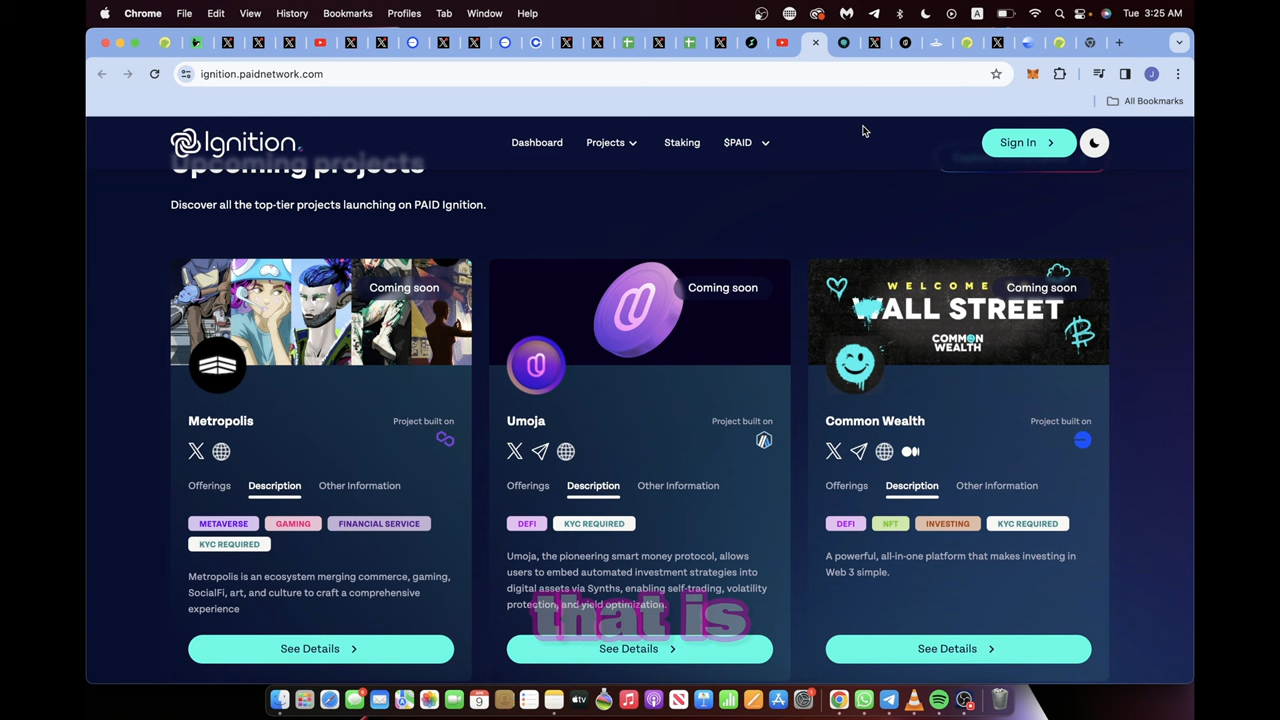 Chrome File Edit View History Bookmarks Profiles Tab Window Help
A
Tue 3:25 AM
ignition.paidnetwork.com
J
All Bookmarks
Ignition
Dashboard Projects Staking $PAID
Sign In
Upcoming projects
Discover all the top-tier projects launching on PAID Ignition.
Coming soon
Metropolis
Project built on
Offerings Description Other Information
METAVERSE GAMING FINANCIAL SERVICE
KYC REQUIRED
Metropolis is an ecosystem merging commerce, gaming,
SocialFi, art, and culture to craft a comprehensive
experience
See Details
Coming soon
Umoja
Project built on
Offerings Description Other Information
DEFI KYC REQUIRED
Umoja, the pioneering smart money protocol, allows
users to embed automated investment strategies into
digital assets via Synths, enabling self-trading, volatility
protection, and yield optimization.
See Details
WELCOME
WALL STREET
COMMON
WEALTH
Coming soon
Common Wealth
Project built on
Offerings Description Other Information
DEFI NFT INVESTING KYC REQUIRED
A powerful, all-in-one platform that makes investing in
Web 3 simple.
See Details
that is